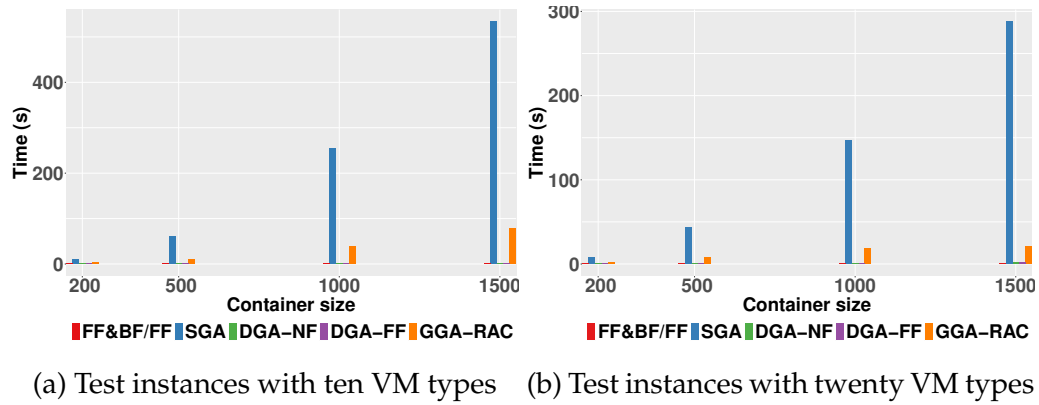 Time (s)
400
200
0
200 500 1000 1500
Container size
FF&BF/FF SGA DGA−NF DGA−FF GGA−RAC
(a) Test instances with ten VM types
Time (s)
300
200
100
0
200 500 1000 1500
Container size
FF&BF/FF SGA DGA−NF DGA−FF GGA−RAC
(b) Test instances with twenty VM types